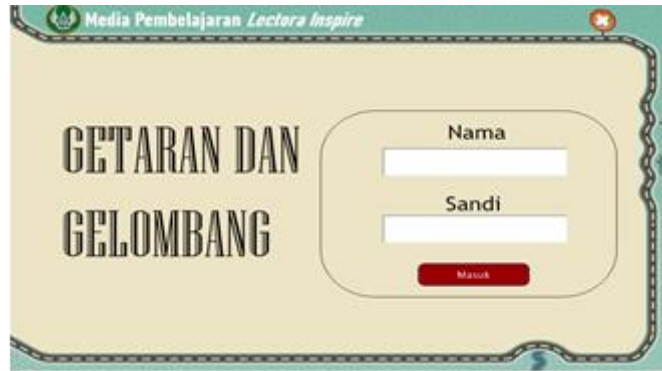 Media Pembelajaran Lectora Inspire
GETARAN DAN
GELOMBANG
Nama
Sandi
Masuk